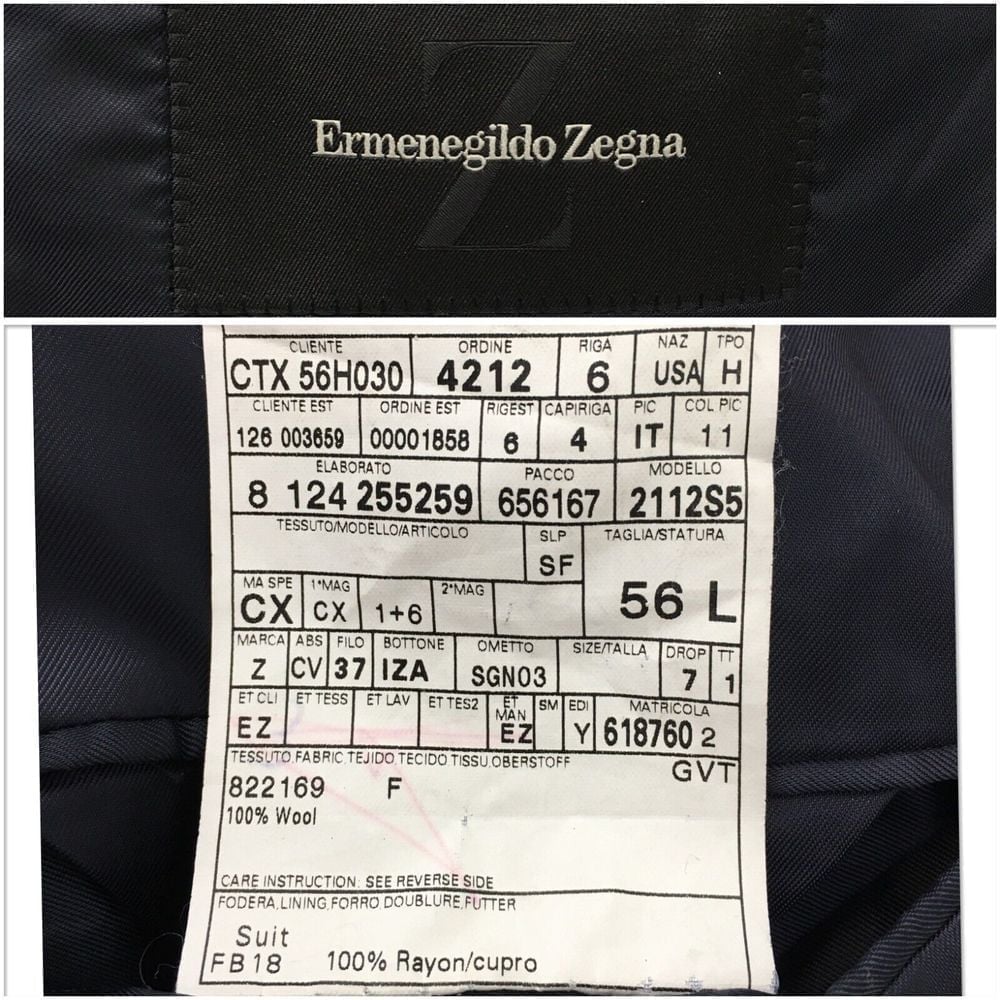 Z
Ermenegildo Zegna
CLIENTE ORDINE RIGA NAZ TPO
CTX 56H030 4212 6 USA H
CLIENTE EST ORDINE EST RIGEST CAPIRIGA PIC COL PIC
126 003659 00001858 6 4 IT 11
ELABORATO PACCO MODELLO
8 124 255259 656167 2112S5
TESSUTO/MODELLO/ARTICOLO SLP TAGLIA/STATURA
SF
56 L
MA SPE 1*MAG 2*MAG
CX CX 1+6
MARCA ABS FILO BOTTONE OMETTO SIZE/TALLA DROP TT
Z CV 37 IZA SGN03 7 1
ET CLI ET TESS ET LAV ET TES2 ET MAN SM EDI MATRICOLA
EZ EZ Y 618760 2
TESSUTO.FABRIC.TEJIDO.TECIDO.TISSU.OBERSTOFF GVT
822169 F
100% Wool
CARE INSTRUCTION: SEE REVERSE SIDE
FODERA,LINING,FORRO DOUBLURE,FUTTER
Suit
FB18 100% Rayon/cupro